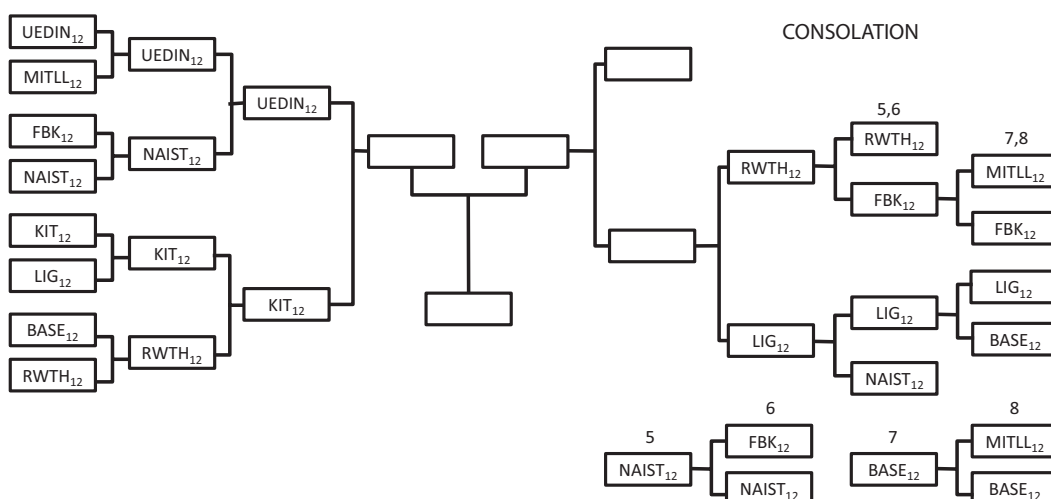 CONSOLATION
UEDIN12
MITLL12
UEDIN12
FBK12
NAIST12
NAIST12
UEDIN12
KIT12
LIG12
KIT12
BASE12
RWTH12
RWTH12
KIT12
RWTH12
5,6
RWTH12
FBK12
7,8
MITLL12
FBK12
LIG12
LIG12
NAIST12
LIG12
BASE12
5
NAIST12
6
FBK12
NAIST12
7
BASE12
8
MITLL12
BASE12